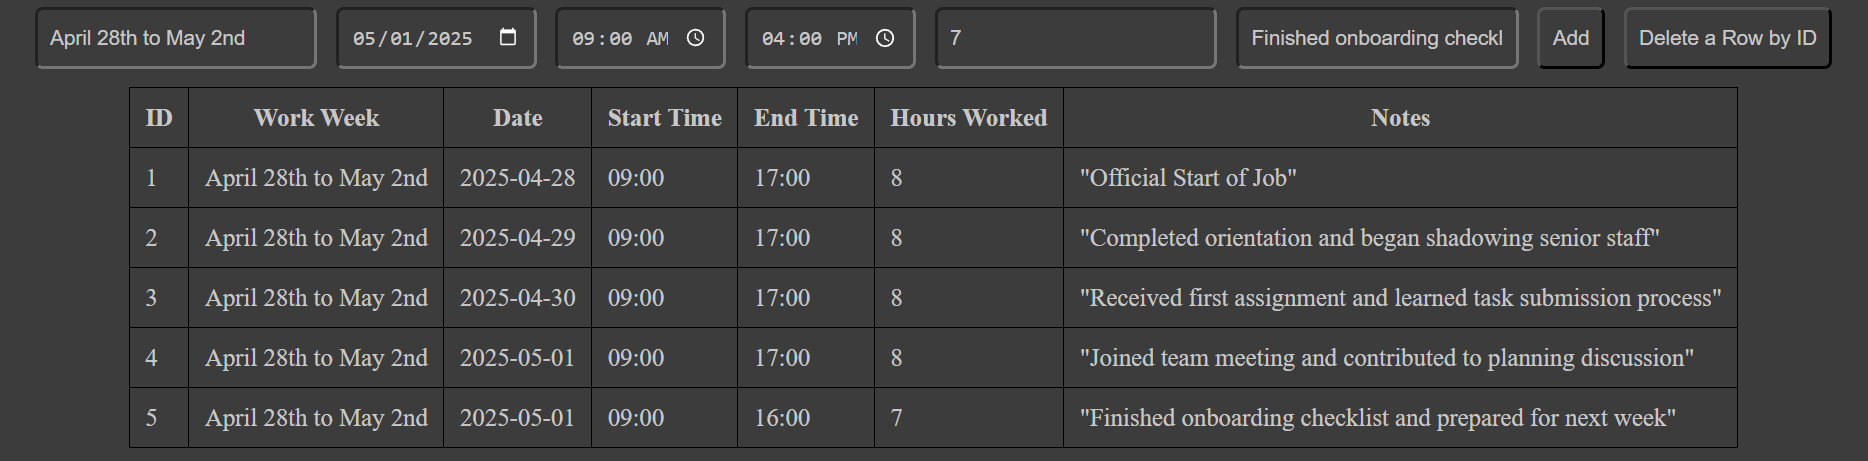 April 28th to May 2nd 05/01/2025 09:00 AM 04:00 PM 7 Finished onboarding checkl Add Delete a Row by ID
ID Work Week Date Start Time End Time Hours Worked Notes
1 April 28th to May 2nd 2025-04-28 09:00 17:00 8 "Official Start of Job"
2 April 28th to May 2nd 2025-04-29 09:00 17:00 8 "Completed orientation and began shadowing senior staff"
3 April 28th to May 2nd 2025-04-30 09:00 17:00 8 "Received first assignment and learned task submission process"
4 April 28th to May 2nd 2025-05-01 09:00 17:00 8 "Joined team meeting and contributed to planning discussion"
5 April 28th to May 2nd 2025-05-01 09:00 16:00 7 "Finished onboarding checklist and prepared for next week"